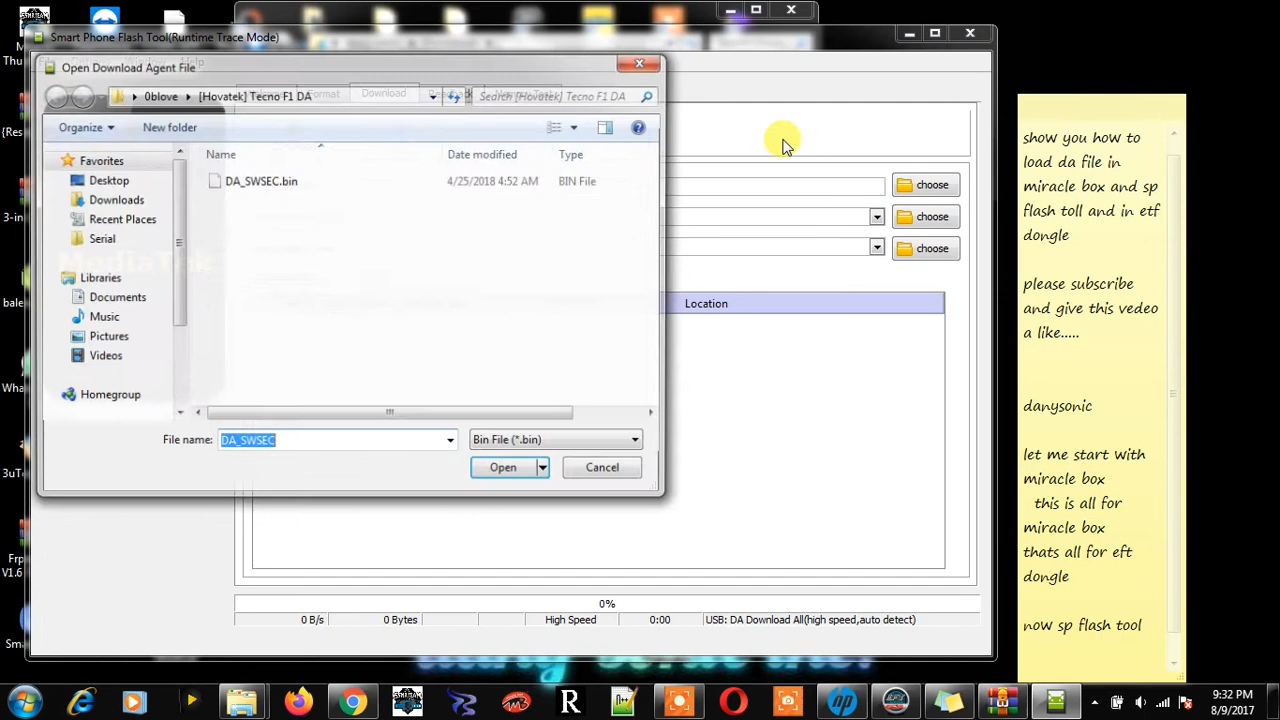 Smart Phone Flash Tool(Runtime Trace Mode)
Help
Open Download Agent File
0blove
[Hovatek] Tecno F1 DA
Search [Hovatek] Tecno F1 DA
Format
Download
Organize
New folder
Name
Date modified
Type
DA_SWSEC.bin
4/25/2018 4:52 AM
BIN File
Favorites
Desktop
Downloads
Recent Places
Serial
Libraries
Documents
Music
Pictures
Videos
Homegroup
File name:
DA_SWSEC
Bin File (*.bin)
Open
Cancel
choose
choose
choose
Location
0%
0 B/s
0 Bytes
High Speed
0:00
USB: DA Download All(high speed,auto detect)
show you how to
load da file in
miracle box and sp
flash toll and in etf
dongle
please subscribe
and give this vedeo
a like.....
danysonic
let me start with
miracle box
this is all for
miracle box
thats all for eft
dongle
now sp flash tool
9:32 PM
8/9/2017